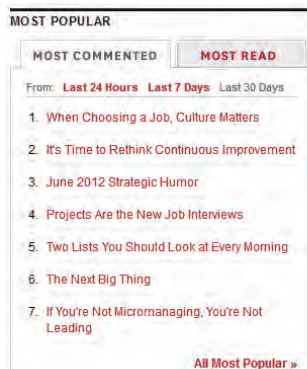 MOST POPULAR
MOST COMMENTED MOST READ
From: Last 24 Hours Last 7 Days Last 30 Days
1. When Choosing a Job, Culture Matters
2. It's Time to Rethink Continuous Improvement
3. June 2012 Strategic Humor
4. Projects Are the New Job Interviews
5. Two Lists You Should Look at Every Morning
6. The Next Big Thing
7. If You're Not Micromanaging, You're Not
Leading
All Most Popular »